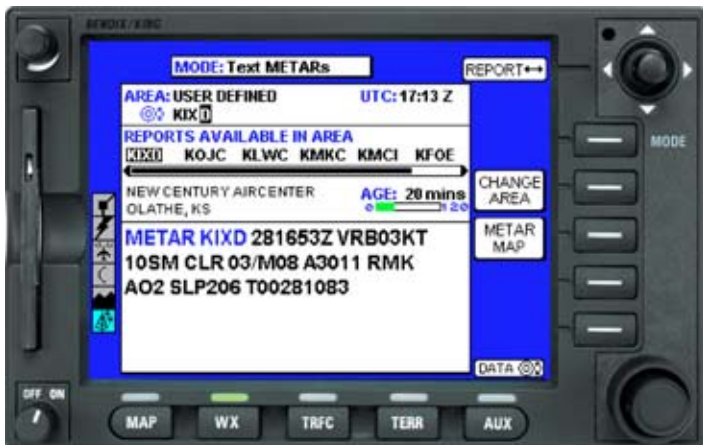 BENDIX/KING
MODE: Text METARs
REPORT
AREA: USER DEFINED UTC: 17:13 Z
KIXD
REPORTS AVAILABLE IN AREA
KIXD KOJC KLWC KMKC KMCI KFOE
NEW CENTURY AIRCENTER
OLATHE, KS
AGE: 20 mins
0 120
METAR KIXD 281653Z VRB03KT
10SM CLR 03/M08 A3011 RMK
AO2 SLP206 T00281083
MODE
CHANGE
AREA
METAR
MAP
DATA
OFF ON
MAP WX TRFC TERR AUX